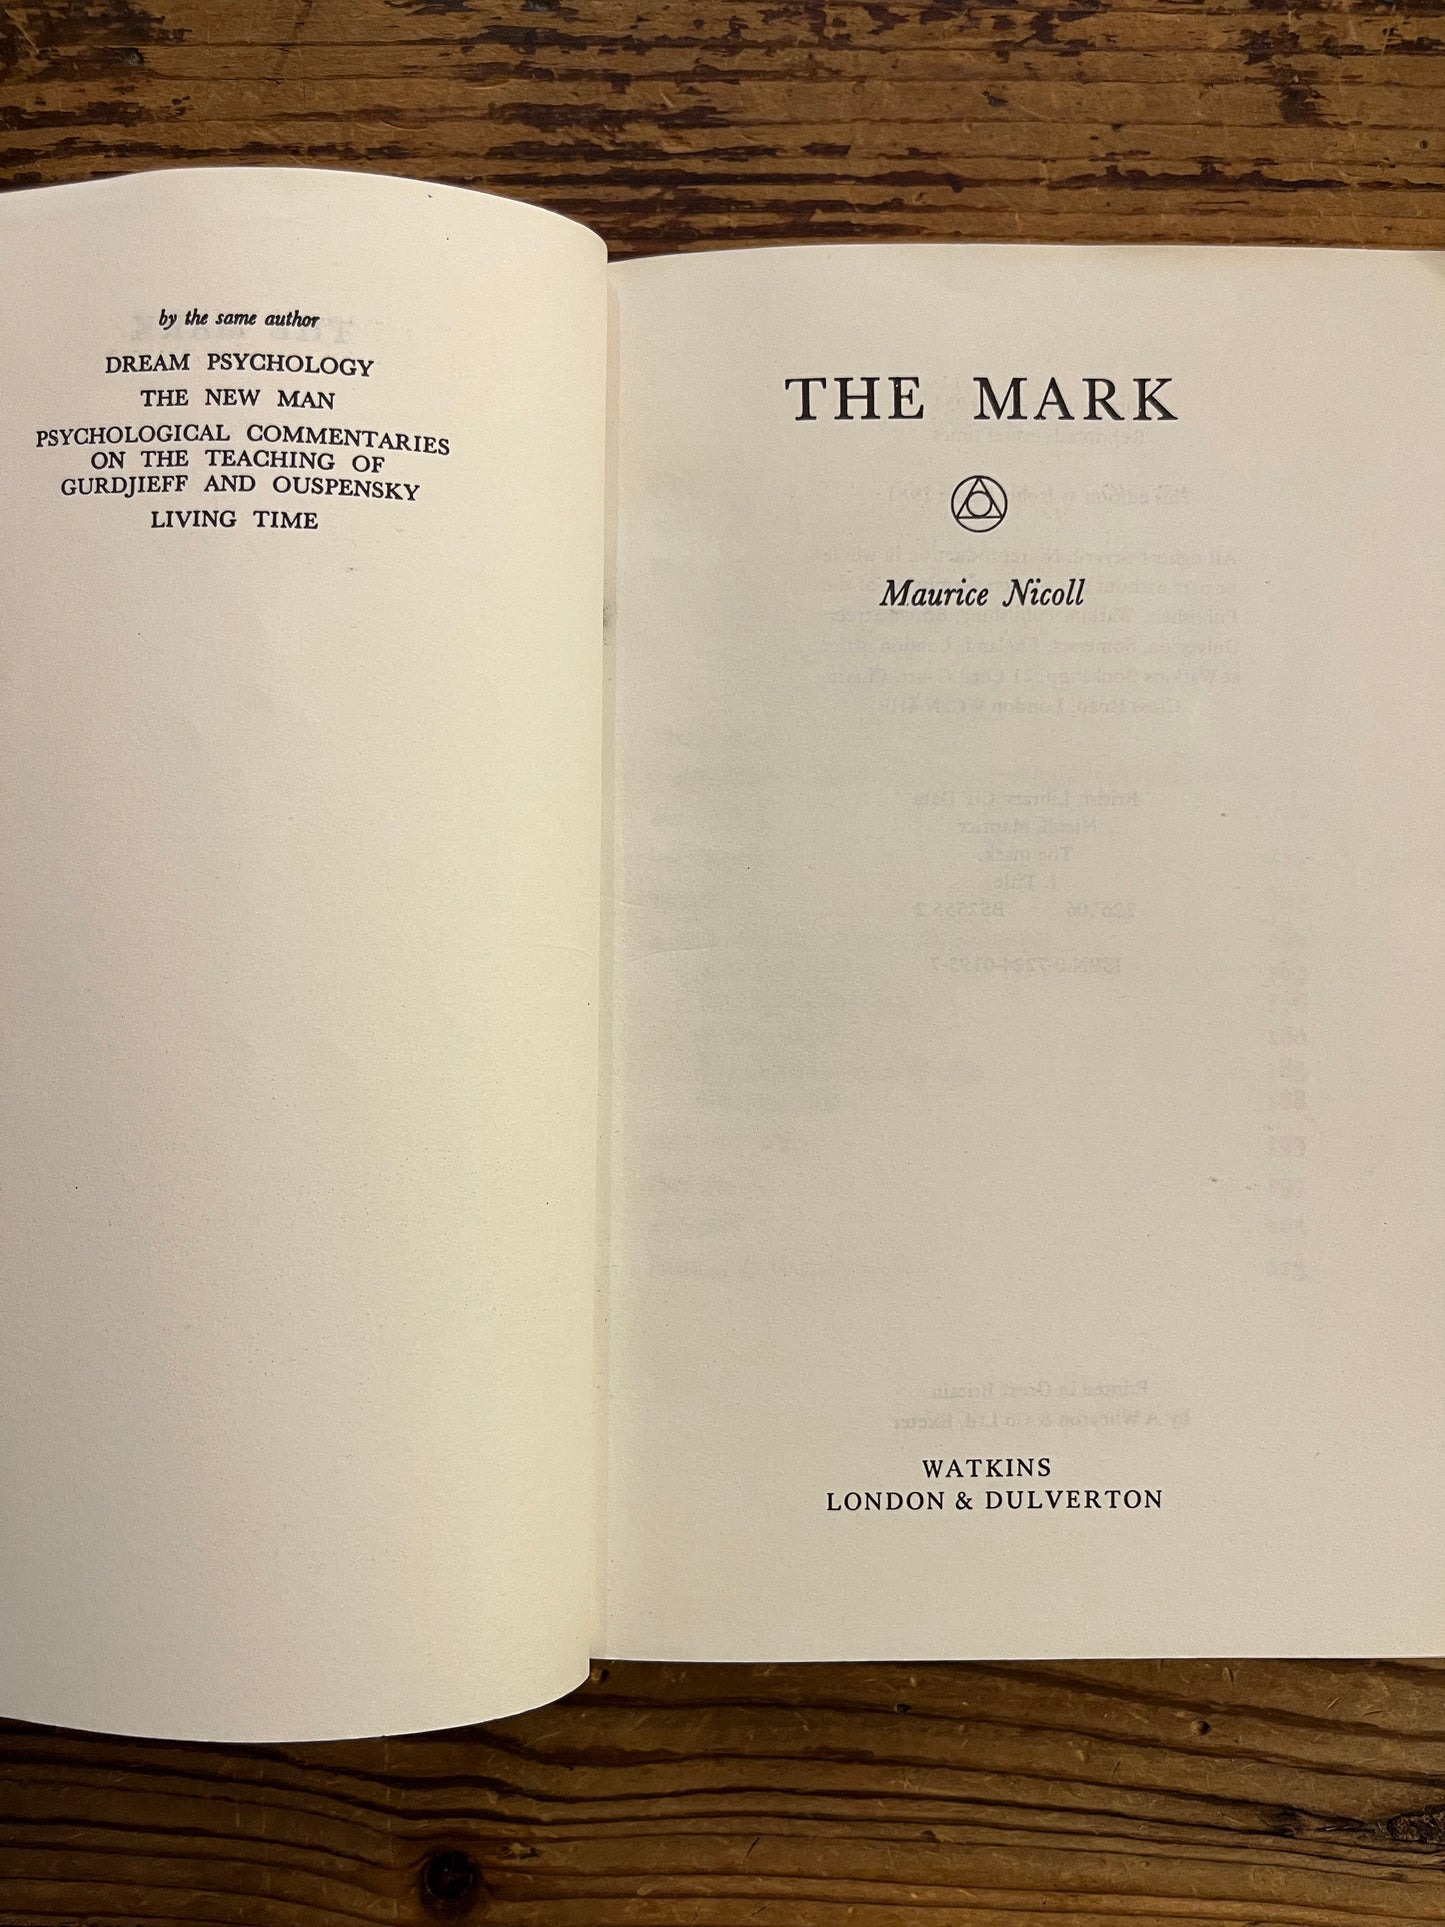 by the same author
DREAM PSYCHOLOGY
THE NEW MAN
PSYCHOLOGICAL COMMENTARIES
ON THE TEACHING OF
GURDJIEFF AND OUSPENSKY
LIVING TIME
THE MARK
Maurice Nicoll
WATKINS
LONDON & DULVERTON